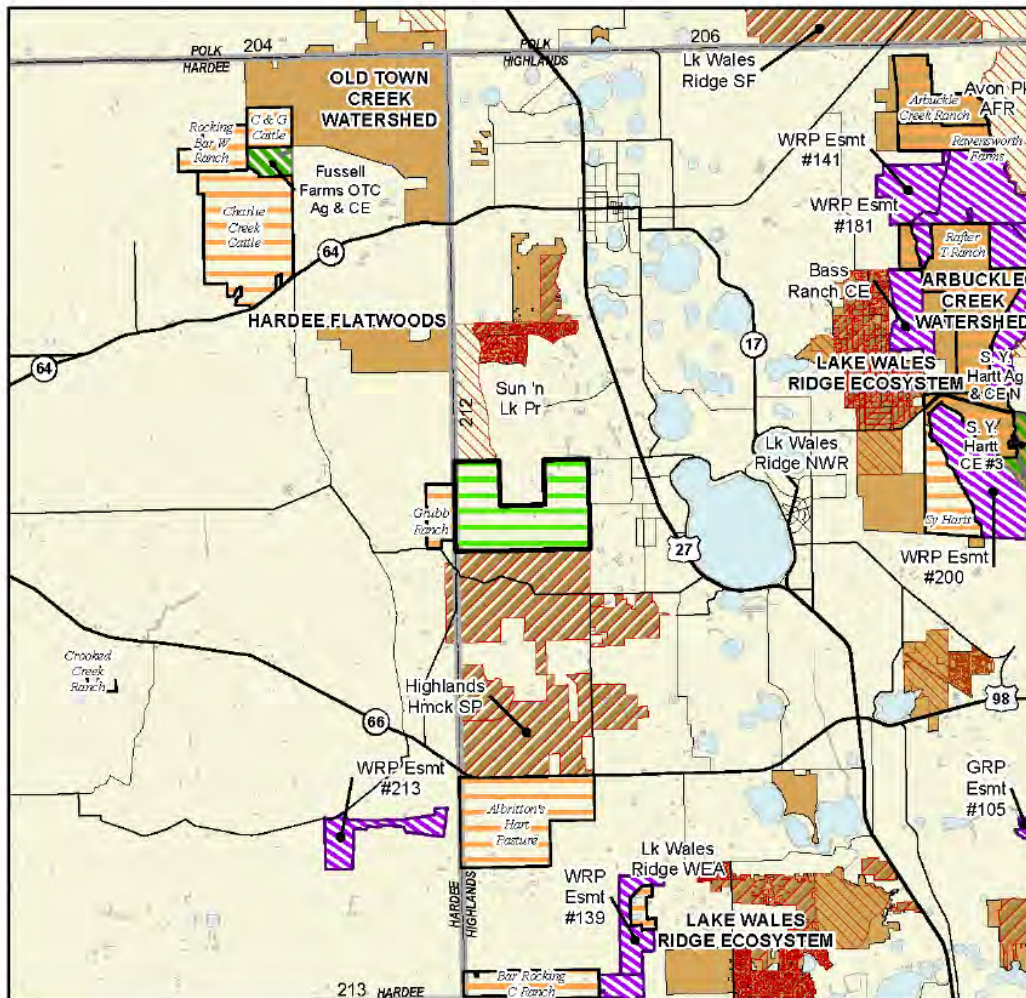 204
POLK
HARDEE
POLK
HIGHLANDS
206
Lk Wales
Ridge SF
OLD TOWN
CREEK
WATERSHED
C & G
Cattle
Rocking
Bar W
Ranch
Fussell
Farms OTC
Ag & CE
Charlie
Creek
Cattle
64
Arbuckle
Creek Ranch
Avon Pk
AFR
Ravensworth
Farms
WRP Esmt
#141
WRP Esmt
#181
Rafter
T Ranch
Bass
Ranch CE
ARBUCKLE
CREEK
WATERSHED
HARDEE FLATWOODS
64
17
LAKE WALES
RIDGE ECOSYSTEM
S. Y.
Hartt Ag
& CE N
Sun 'n
Lk Pr
212
S. Y.
Hartt
CE #3
Lk Wales
Ridge NWR
Grubb
Ranch
Sy Hartt
27
WRP Esmt
#200
Crooked
Creek
Ranch
Highlands
Hmck SP
98
66
WRP Esmt
#213
GRP
Esmt
#105
Albritton's
Hart
Pasture
Lk Wales
Ridge WEA
WRP
Esmt
#139
HARDEE
HIGHLANDS
LAKE WALES
RIDGE ECOSYSTEM
Bar Rocking
C Ranch
213
HARDEE